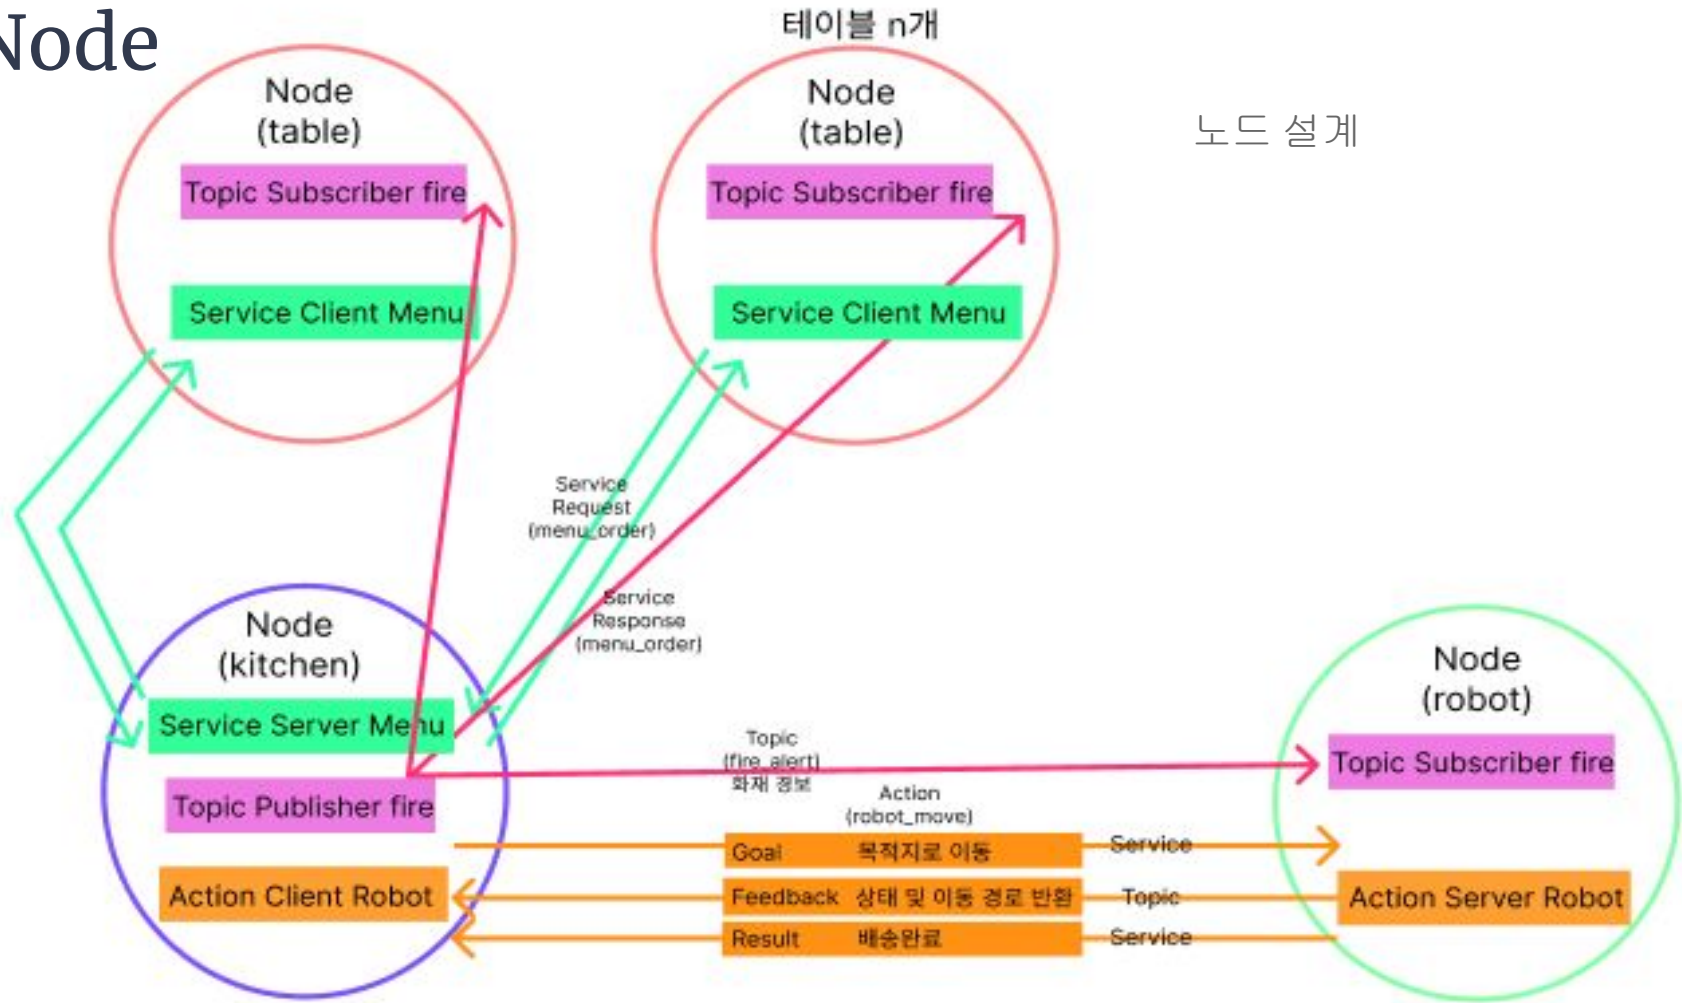 Node
테이블 n개
노드 설계
Node
(table)
Topic Subscriber fire
Service Client Menu
Node
(table)
Topic Subscriber fire
Service Client Menu
Service
Request
(menu_order)
Service
Response
(menu_order)
Node
(kitchen)
Service Server Menu
Topic Publisher fire
Action Client Robot
Topic
(fire_alert)
화재 경보
Action
(robot_move)
Goal 목적지로 이동 Service
Feedback 상태 및 이동 경로 반환 Topic
Result 배송완료 Service
Node
(robot)
Topic Subscriber fire
Action Server Robot